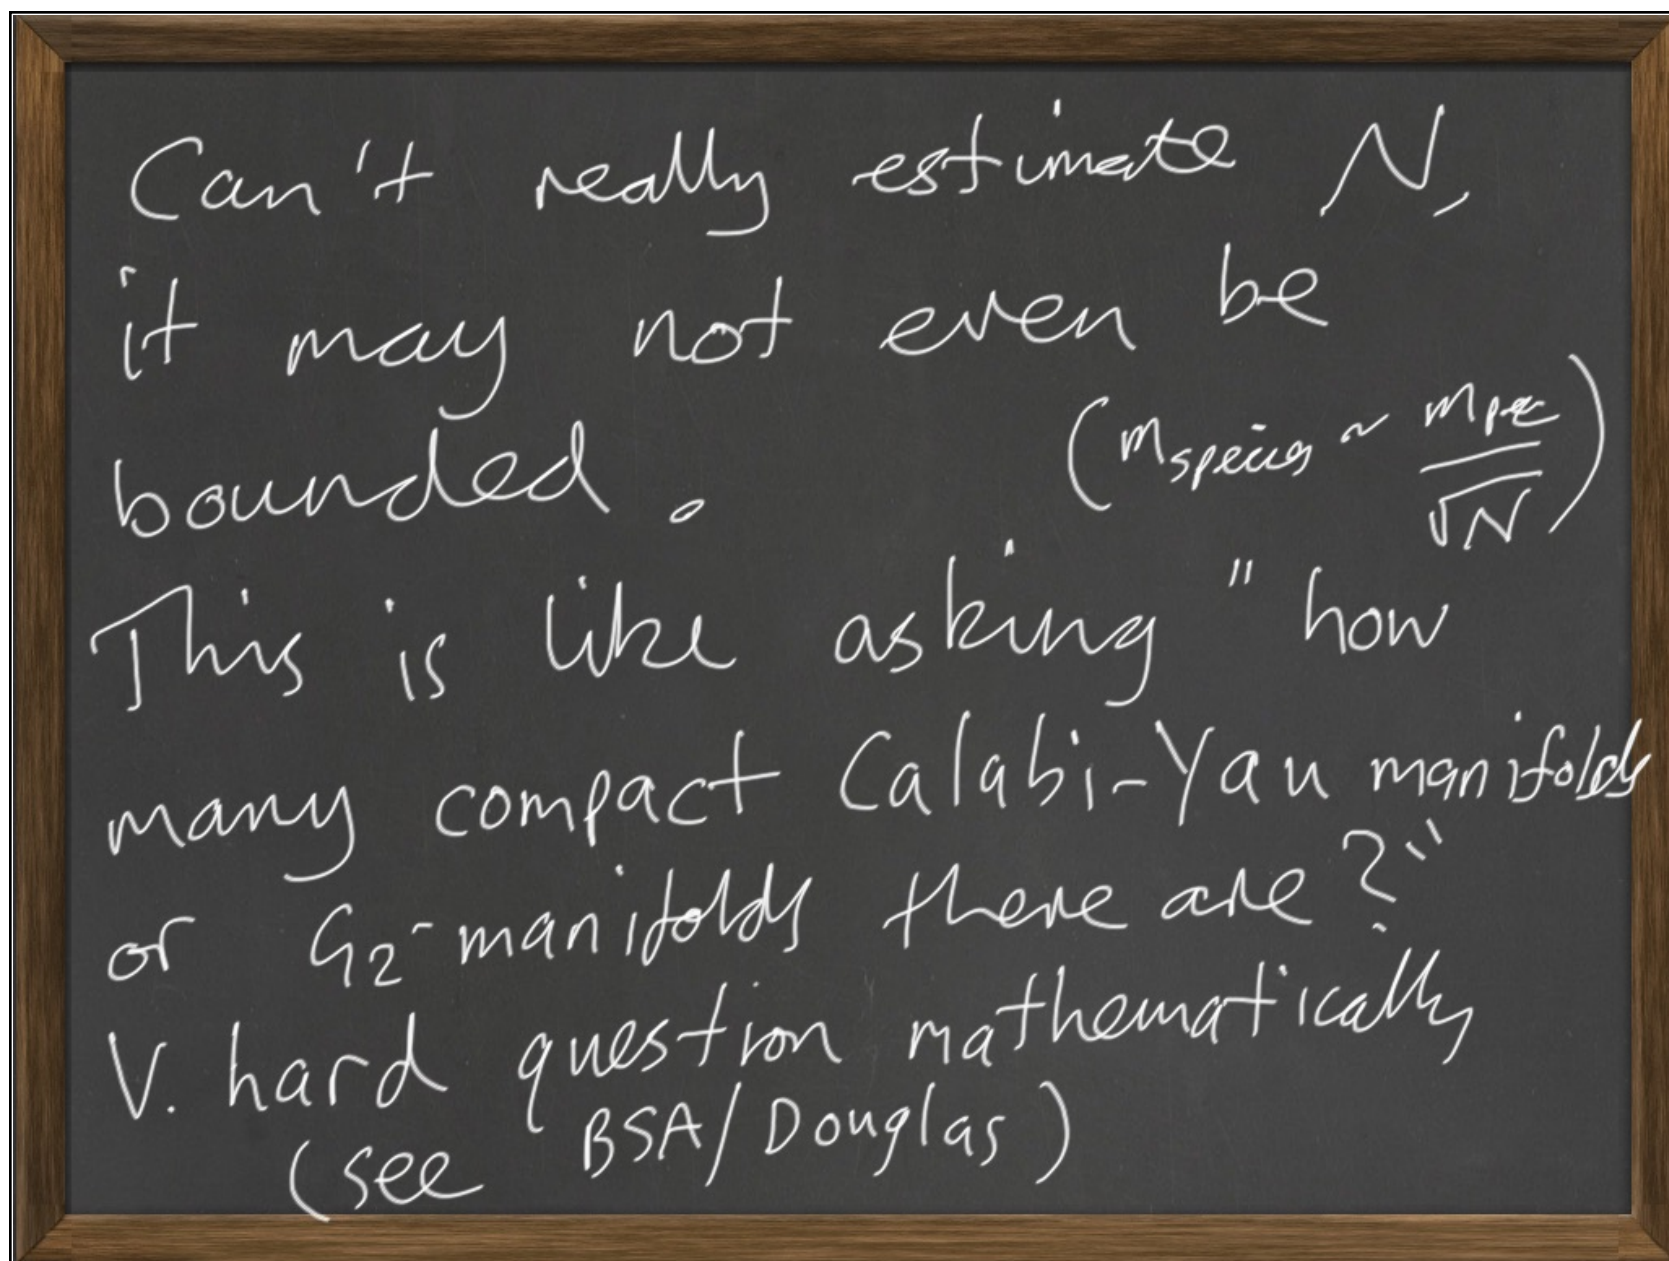 Can't really estimate N,
it may not even be
bounded. (m_species ~ m_pl / √N)
This is like asking "how
many compact Calabi-Yau manifolds
or G₂-manifolds there are?"
V. hard question mathematically
(see BSA/Douglas)